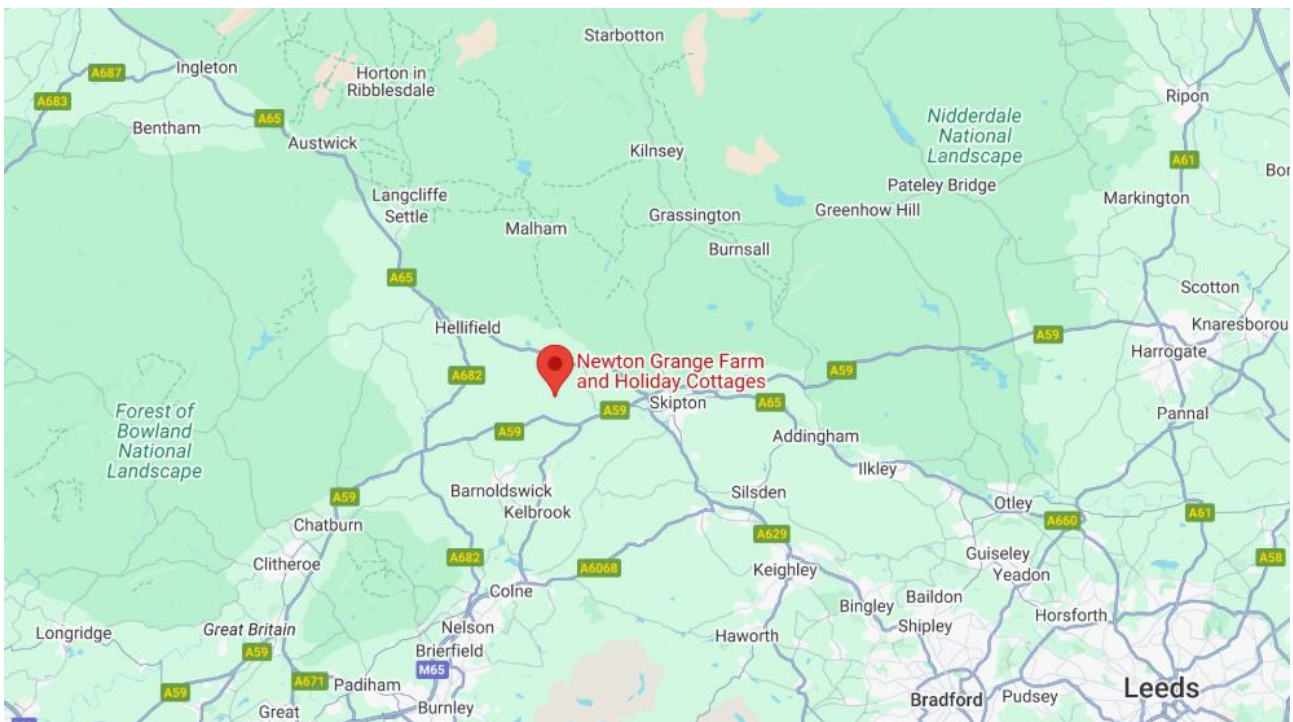 Starbotton
A687
Ingleton
Horton in
Ribblesdale
Ripon
A683
Nidderdale
National
Landscape
A65
Bentham
Austwick
Kilnsey
A61
Bor
Pateley Bridge
Langcliffe
Settle
Markington
Grassington
Greenhow Hill
Malham
Burnsall
A65
Scotton
Hellifield
Knaresborou
A59
Harrogate
Newton Grange Farm
and Holiday Cottages
A682
A59
A59
Skipton
A65
Forest of
Bowland
National
Landscape
Pannal
A59
Addingham
Ilkley
Barnoldswick
Silsden
A59
Otley
Kelbrook
A61
Chatburn
A660
A629
Guiseley
A682
Clitheroe
A6068
A58
Keighley
Yeadon
Colne
Baildon
Bingley
Horsforth
Great Britain
Nelson
Shipley
Longridge
Haworth
Brierfield
A59
M65
A671
Padiham
Leeds
A59
Bradford
Pudsey
Great
Burnley